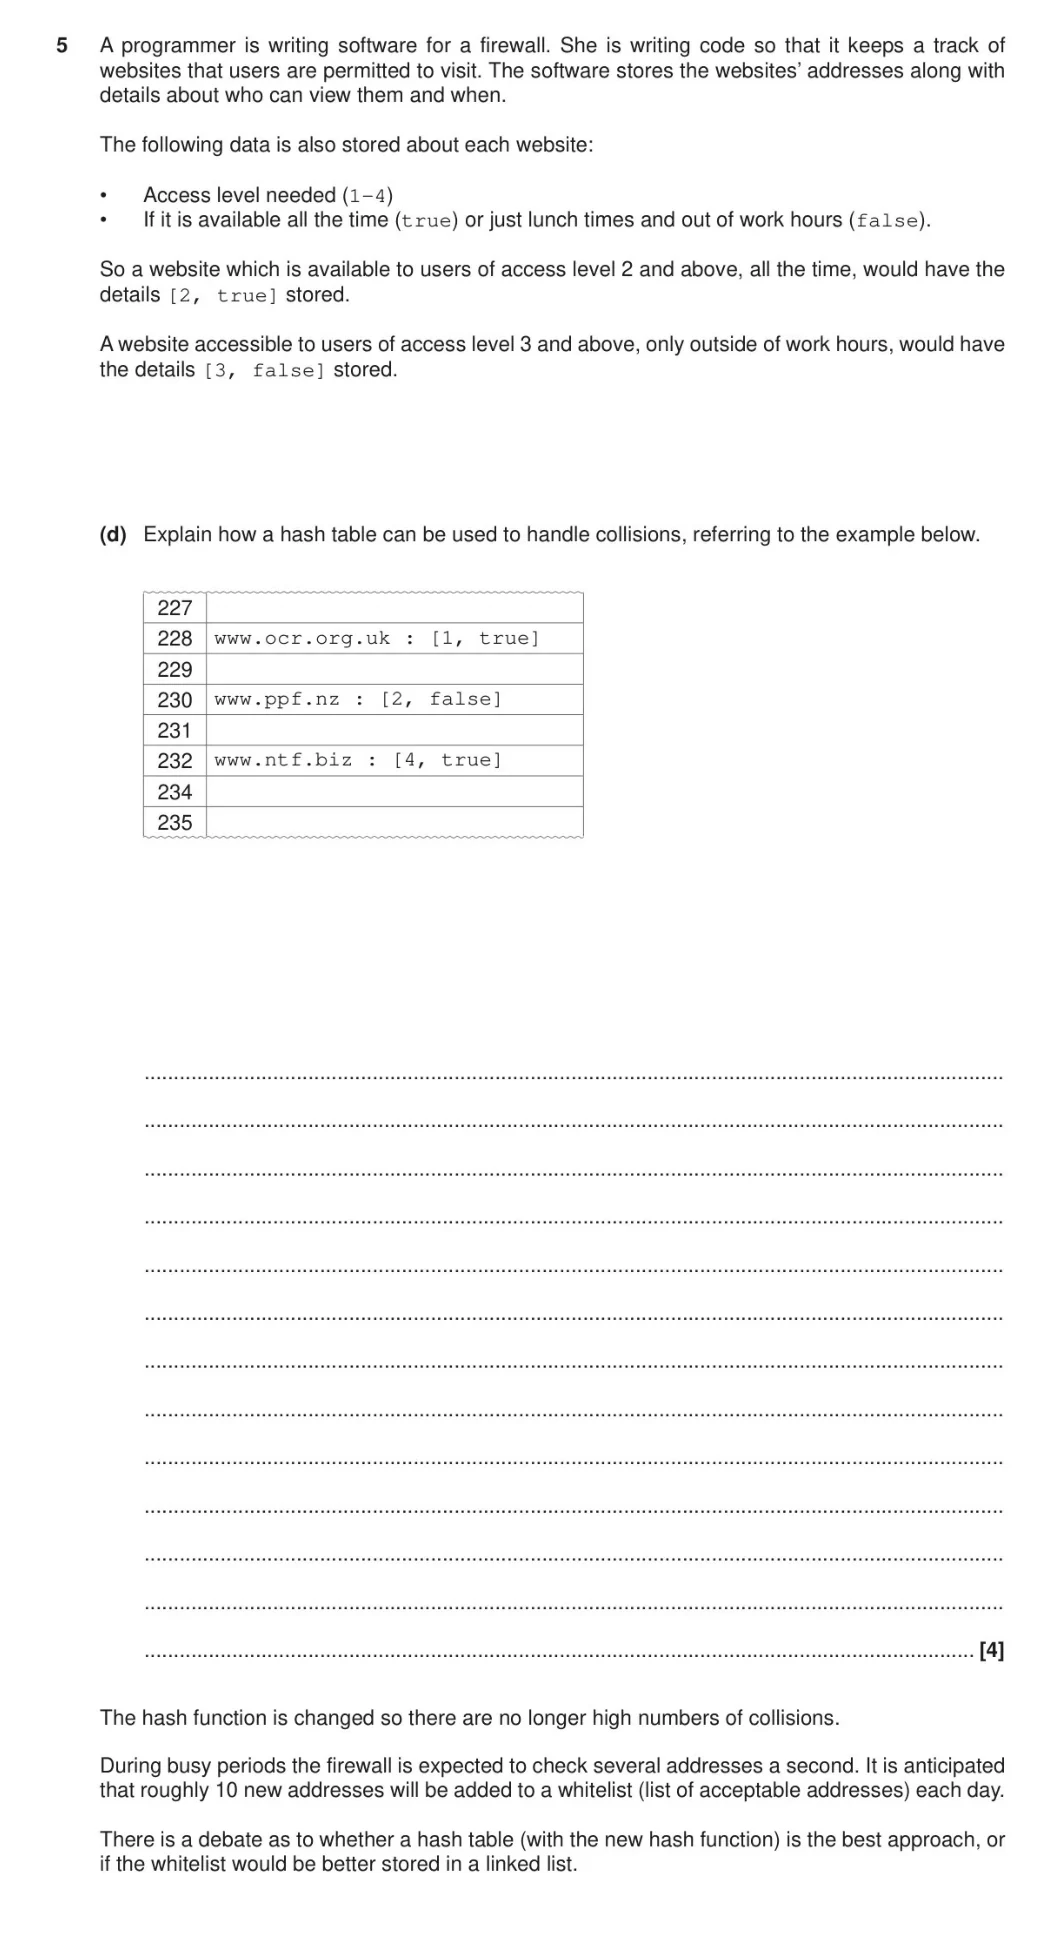 5 A programmer is writing software for a firewall. She is writing code so that it keeps a track of
websites that users are permitted to visit. The software stores the websites' addresses along with
details about who can view them and when.
The following data is also stored about each website:
• Access level needed (1–4)
• If it is available all the time (true) or just lunch times and out of work hours (false).
So a website which is available to users of access level 2 and above, all the time, would have the
details [2, true] stored.
A website accessible to users of access level 3 and above, only outside of work hours, would have
the details [3, false] stored.
(d) Explain how a hash table can be used to handle collisions, referring to the example below.
227
228 www.ocr.org.uk : [1, true]
229
230 www.ppf.nz : [2, false]
231
232 www.ntf.biz : [4, true]
234
235
[4]
The hash function is changed so there are no longer high numbers of collisions.
During busy periods the firewall is expected to check several addresses a second. It is anticipated
that roughly 10 new addresses will be added to a whitelist (list of acceptable addresses) each day.
There is a debate as to whether a hash table (with the new hash function) is the best approach, or
if the whitelist would be better stored in a linked list.